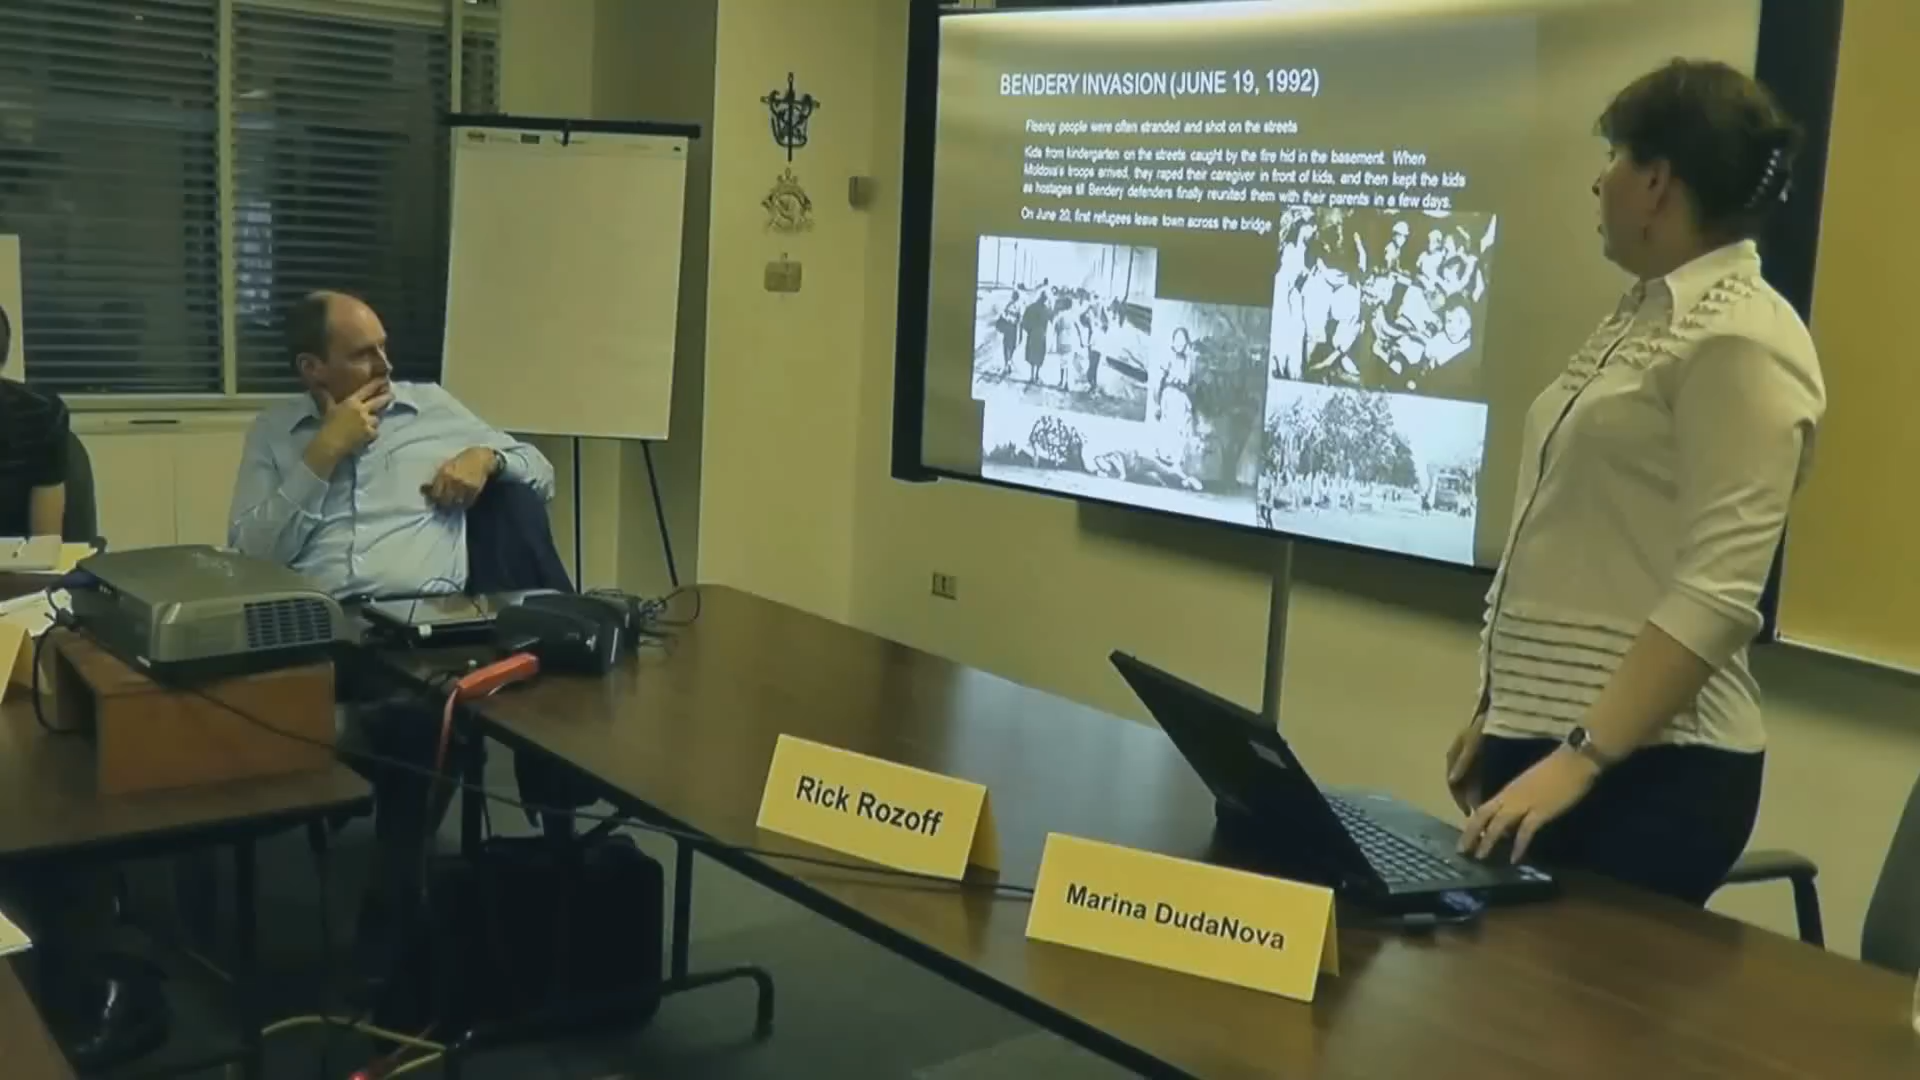 BENDERY INVASION (JUNE 19, 1992)
Fleeing people were often stranded and shot on the streets
Kids from kindergarten on the streets caught by the fire hid in the basement. When
Moldova's troops arrived, they raped their caregiver in front of kids, and then kept the kids
as hostages till Bendery defenders finally reunited them with their parents in a few days.
On June 20, first refugees leave town across the bridge
Rick Rozoff
Marina DudaNova